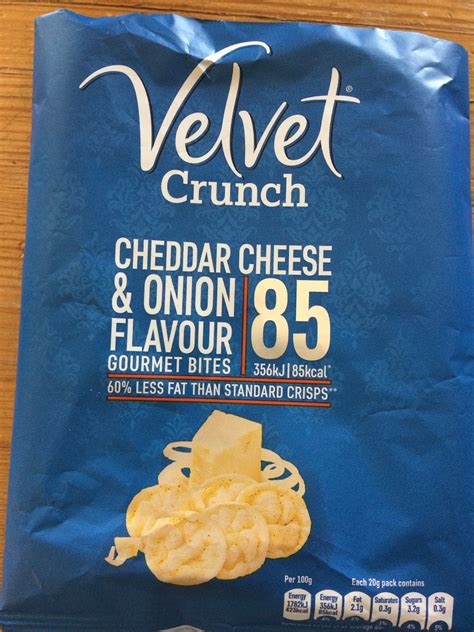 Velvet®
Crunch
CHEDDAR CHEESE
& ONION
FLAVOUR
GOURMET BITES
85
356kJ|85kcal*
60% LESS FAT THAN STANDARD CRISPS**
Per 100g
Each 20g pack contains
Energy Energy Fat Saturates Sugars Salt
1782kJ 356kJ 2.1g 0.3g 3.2g 0.3g
423kcal 85kcal